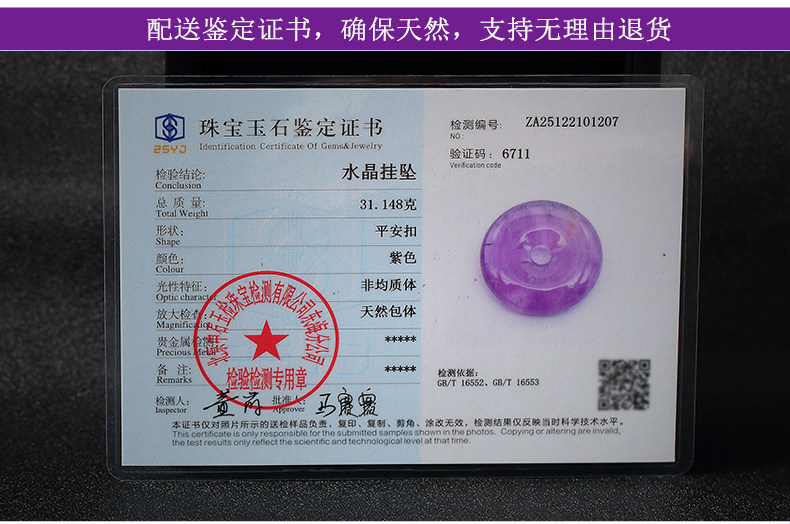 配送鉴定证书，确保天然，支持无理由退货
ZSYJ
珠宝玉石鉴定证书
Identification Certificate Of Gems&Jewelry
检验结论: 水晶挂坠
Conclusion
总 质 量: 31.148克
Total Weight
形状: 平安扣
Shape
颜色: 紫色
Colour
光性特征: 非均质体
Optic character
放大检查: 天然包体
Magnification
贵金属检测: *****
Precious Metal
备 注: *****
Remarks
检测人:
Inspector
批准人:
Approver
马霞霞
检验检测专用章
检测编号: ZA25122101207
NO.:
验证码: 6711
Verification code
检测依据:
GB/T 16552、GB/T 16553
本证书仅对照片所示的送检样品负责、复印、复制、剪角、涂改无效，检测结果仅反映当时科学技术水平。
This certificate is only responsible for the submitted samples shown in the photos. Copying or altering are invalid,
the test results only reflect the scientific and technological level at that time.